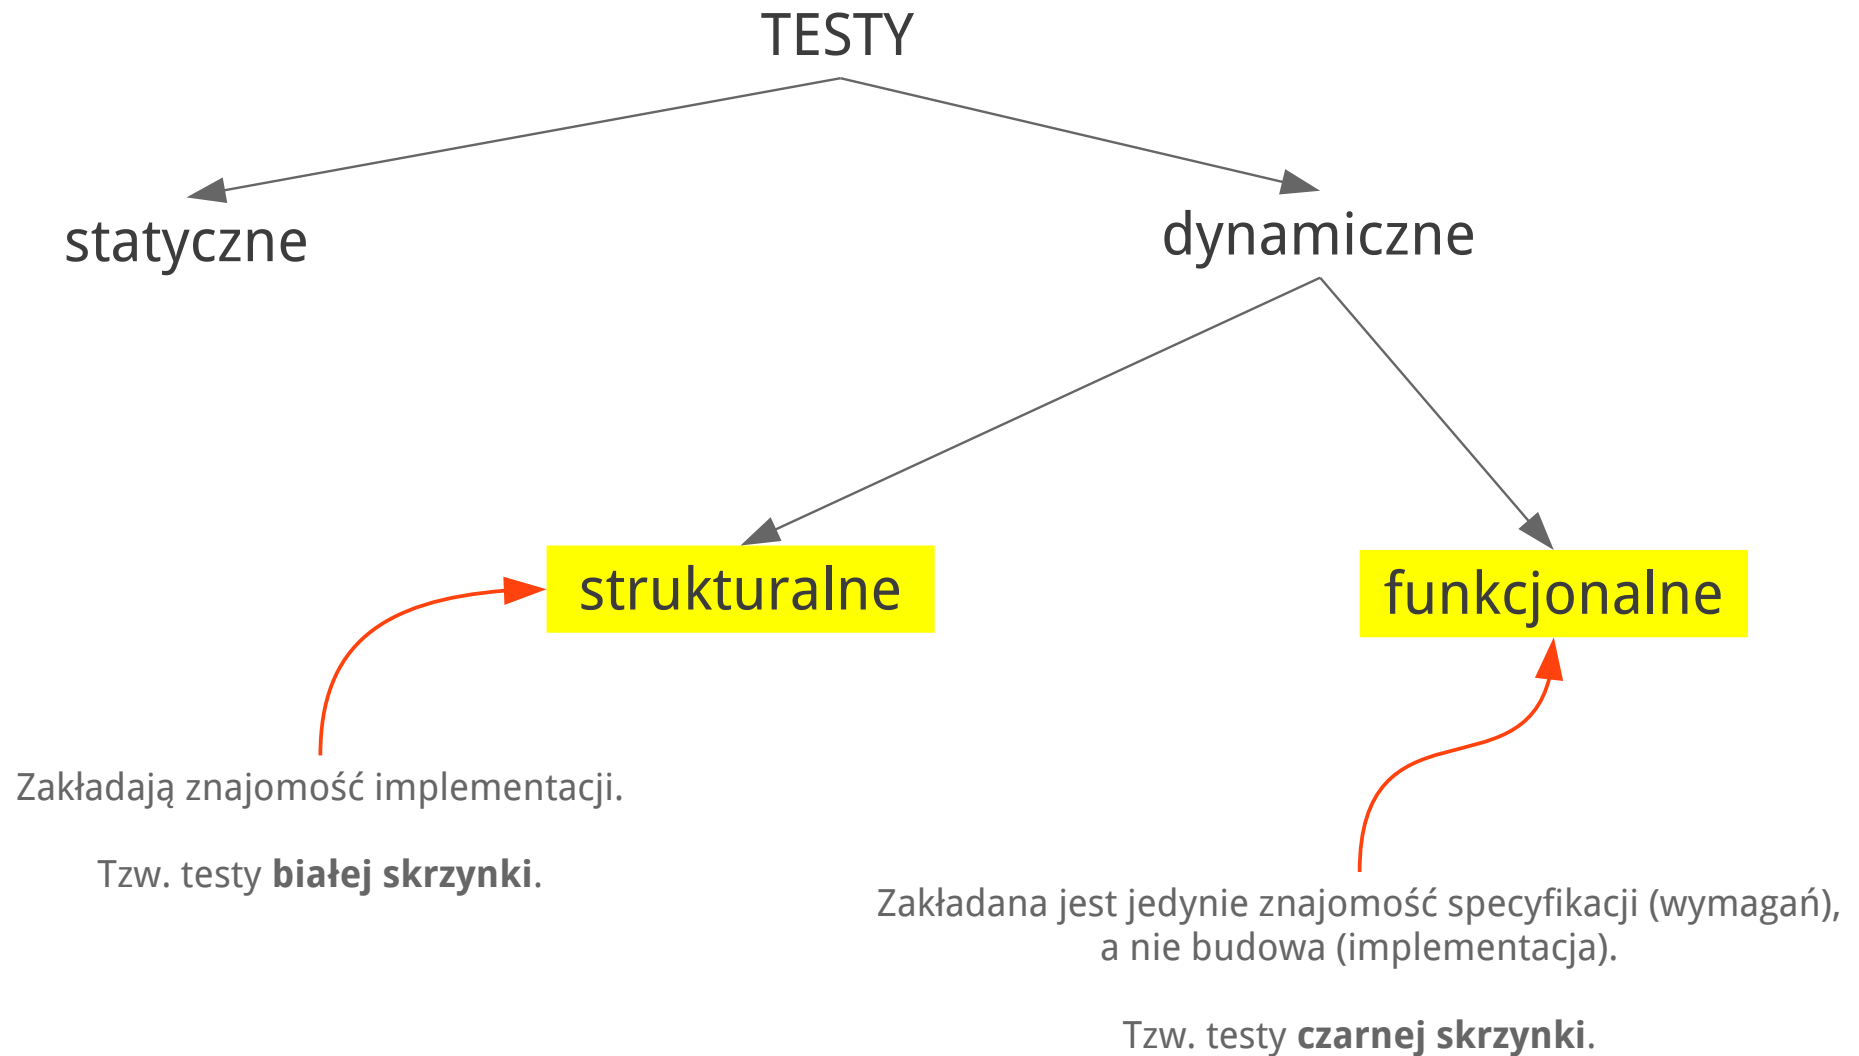 TESTY
statyczne
dynamiczne
strukturalne
funkcjonalne
Zakładają znajomość implementacji.
Tzw. testy białej skrzynki.
Zakładana jest jedynie znajomość specyfikacji (wymagań),
a nie budowa (implementacja).
Tzw. testy czarnej skrzynki.